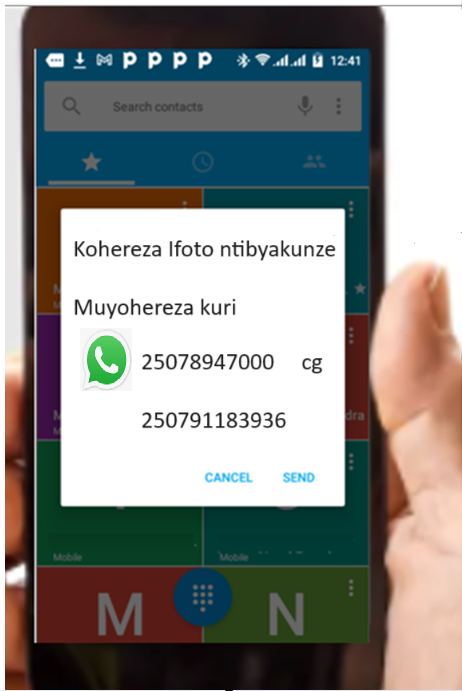 12:41
Search contacts
Kohereza Ifoto ntibyakunze
Muyohereza kuri
25078947000 cg
250791183936
CANCEL SEND
dra
Mobile
Mobile
M N